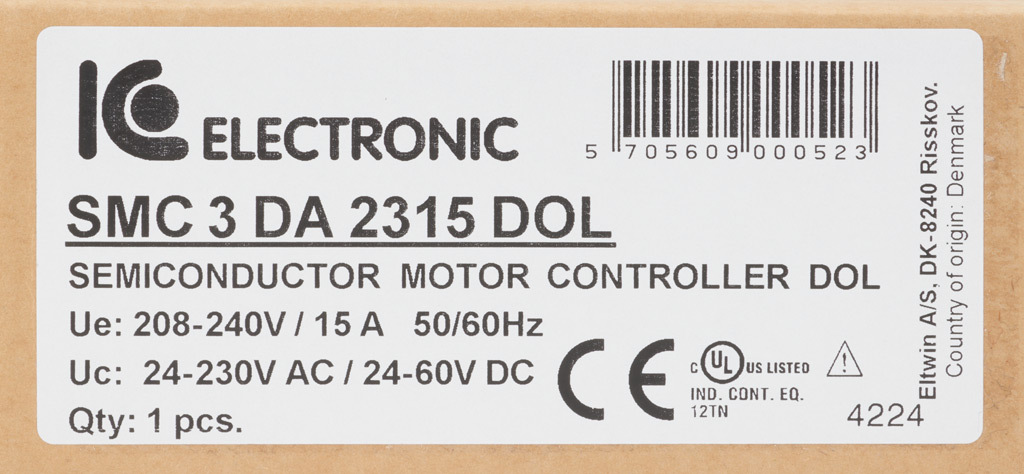 IC ELECTRONIC
5 705609 000523
SMC 3 DA 2315 DOL
SEMICONDUCTOR MOTOR CONTROLLER DOL
Ue: 208-240V / 15 A 50/60Hz
Uc: 24-230V AC / 24-60V DC
Qty: 1 pcs.
CE
C UL US LISTED
IND. CONT. EQ.
12TN
4224
Eltwin A/S, DK-8240 Risskov.
Country of origin: Denmark